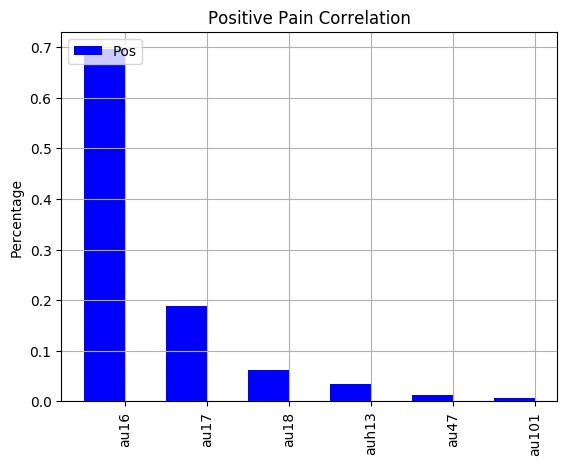 Positive Pain Correlation
Pos
Percentage
0.7
0.6
0.5
0.4
0.3
0.2
0.1
0.0
au16
au17
au18
auh13
au47
au101